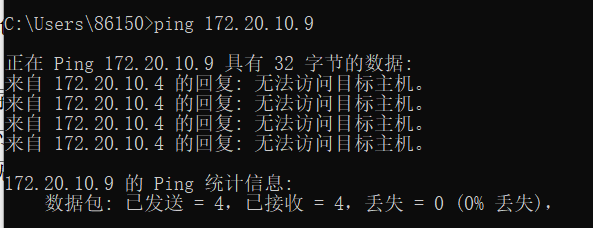 C:\Users\86150>ping 172.20.10.9
正在 Ping 172.20.10.9 具有 32 字节的数据:
来自 172.20.10.4 的回复: 无法访问目标主机。
来自 172.20.10.4 的回复: 无法访问目标主机。
来自 172.20.10.4 的回复: 无法访问目标主机。
来自 172.20.10.4 的回复: 无法访问目标主机。
172.20.10.9 的 Ping 统计信息:
数据包: 已发送 = 4，已接收 = 4，丢失 = 0 (0% 丢失)，